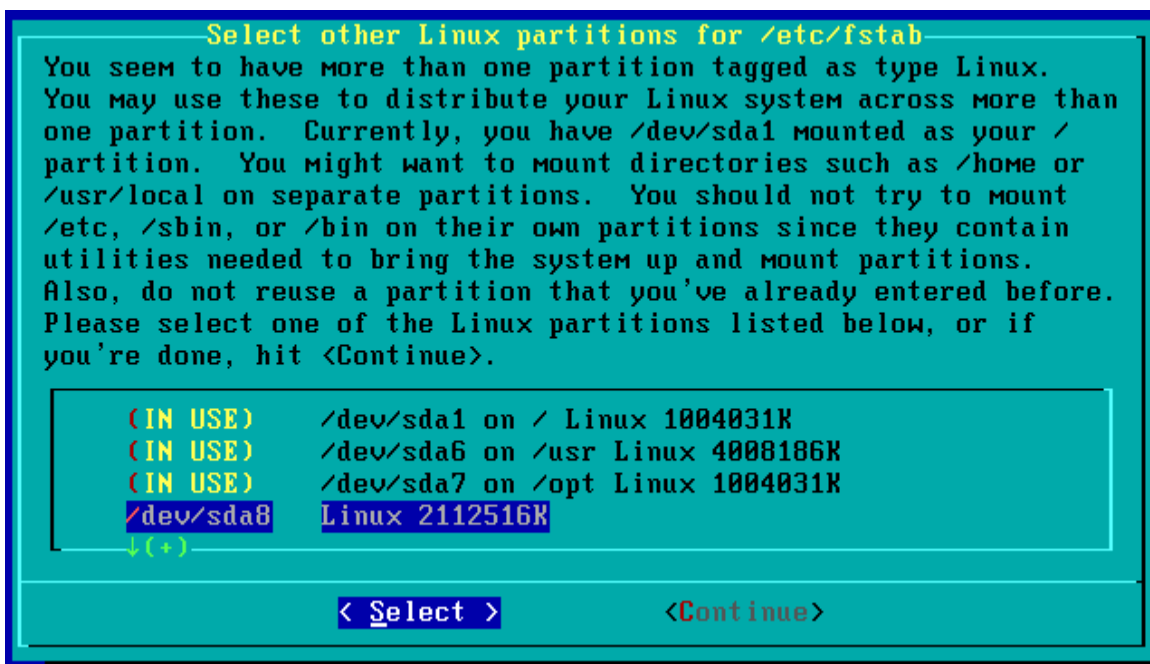 Select other Linux partitions for /etc/fstab
You seem to have more than one partition tagged as type Linux.
You may use these to distribute your Linux system across more than
one partition.  Currently, you have /dev/sda1 mounted as your /
partition.  You might want to mount directories such as /home or
/usr/local on separate partitions.  You should not try to mount
/etc, /sbin, or /bin on their own partitions since they contain
utilities needed to bring the system up and mount partitions.
Also, do not reuse a partition that you've already entered before.
Please select one of the Linux partitions listed below, or if
you're done, hit <Continue>.
(IN USE)    /dev/sda1 on / Linux 1004031K
(IN USE)    /dev/sda6 on /usr Linux 4008186K
(IN USE)    /dev/sda7 on /opt Linux 1004031K
/dev/sda8   Linux 2112516K
↓(+)
< Select >    <Continue>